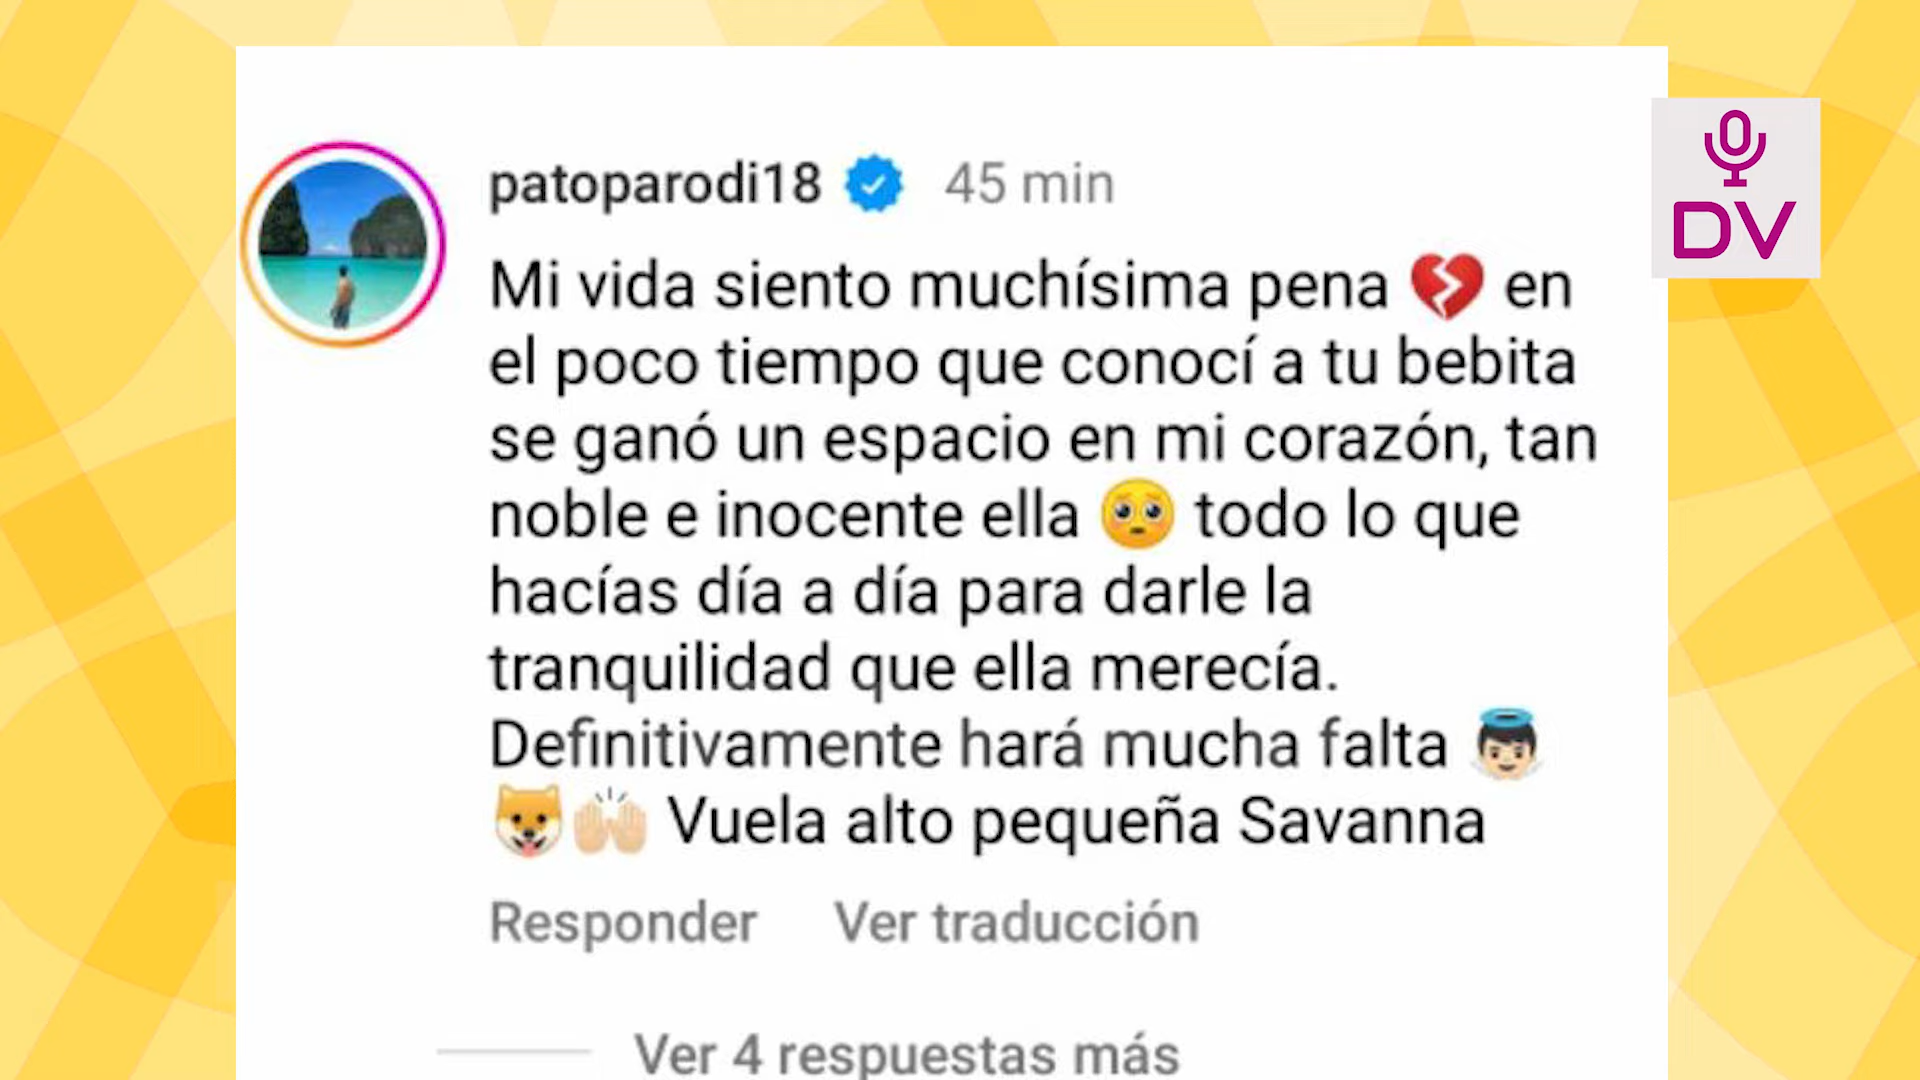 patoparodi18 45 min
Mi vida siento muchísima pena 💔 en
el poco tiempo que conocí a tu bebita
se ganó un espacio en mi corazón, tan
noble e inocente ella 🥺 todo lo que
hacías día a día para darle la
tranquilidad que ella merecía.
Definitivamente hará mucha falta 👼🏻
🐶🙌🏻 Vuela alto pequeña Savanna
Responder Ver traducción
Ver 4 respuestas más
DV